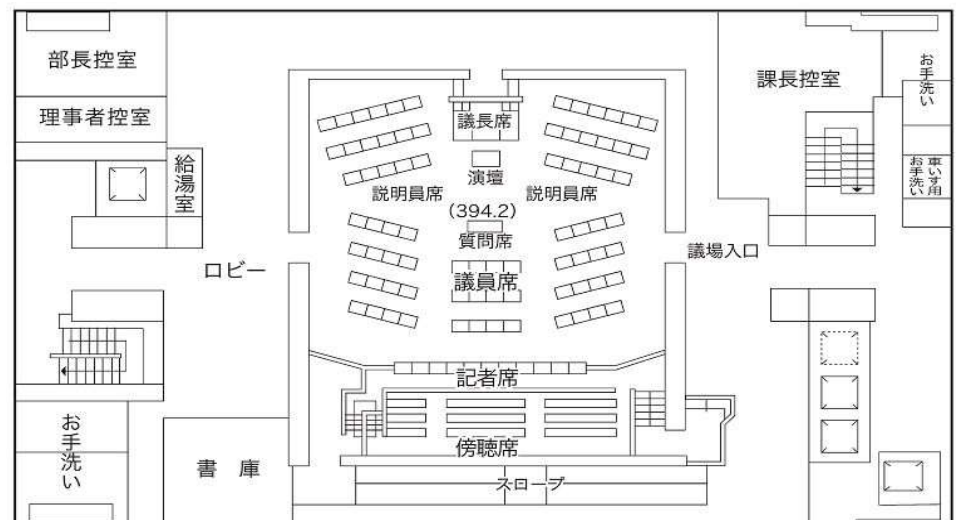 部長控室
理事者控室
給湯室
ロビー
お手洗い
書 庫
議長席
演壇
説明員席
説明員席
(394.2)
質問席
議員席
記者席
傍聴席
スロープ
議場入口
課長控室
お手洗い
車いす用
お手洗い